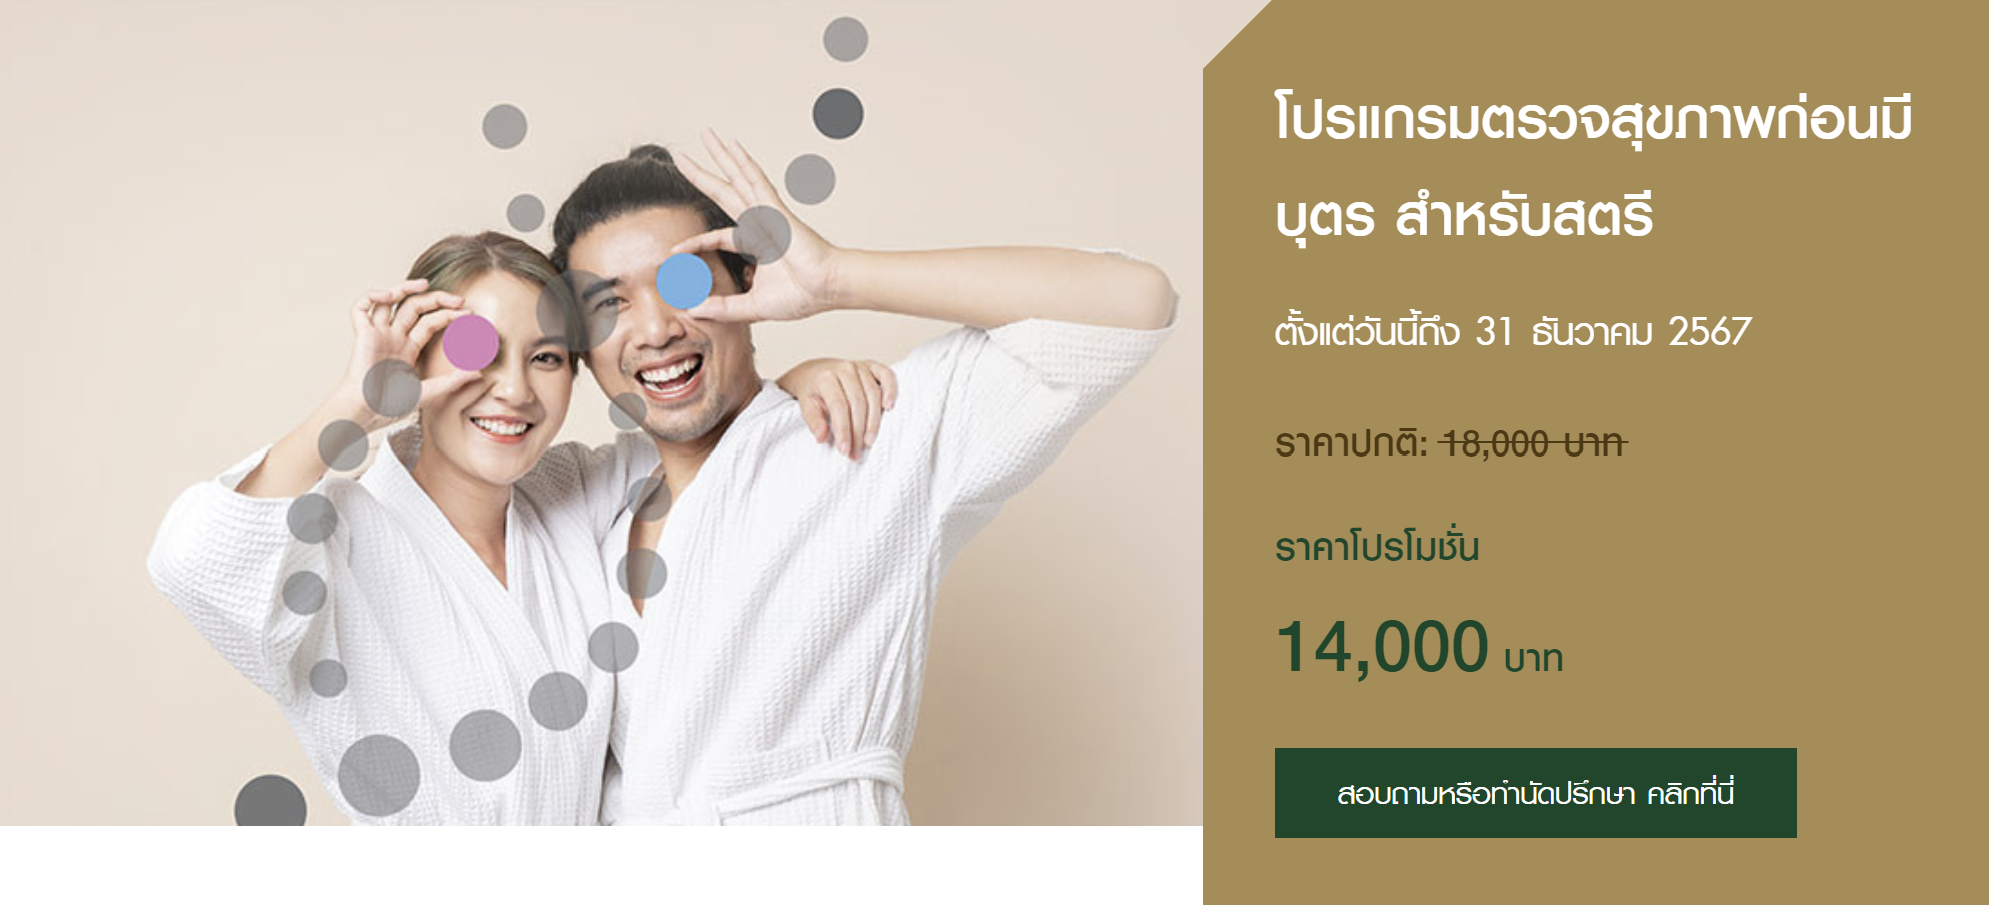 โปรแกรมตรวจสุขภาพก่อนมี
บุตร สำหรับสตรี
ตั้งแต่วันนี้ถึง 31 ธันวาคม 2567
ราคาปกติ: 18,000 บาท
ราคาโปรโมชั่น
14,000 บาท
สอบถามหรือทำนัดปรึกษา คลิกที่นี่